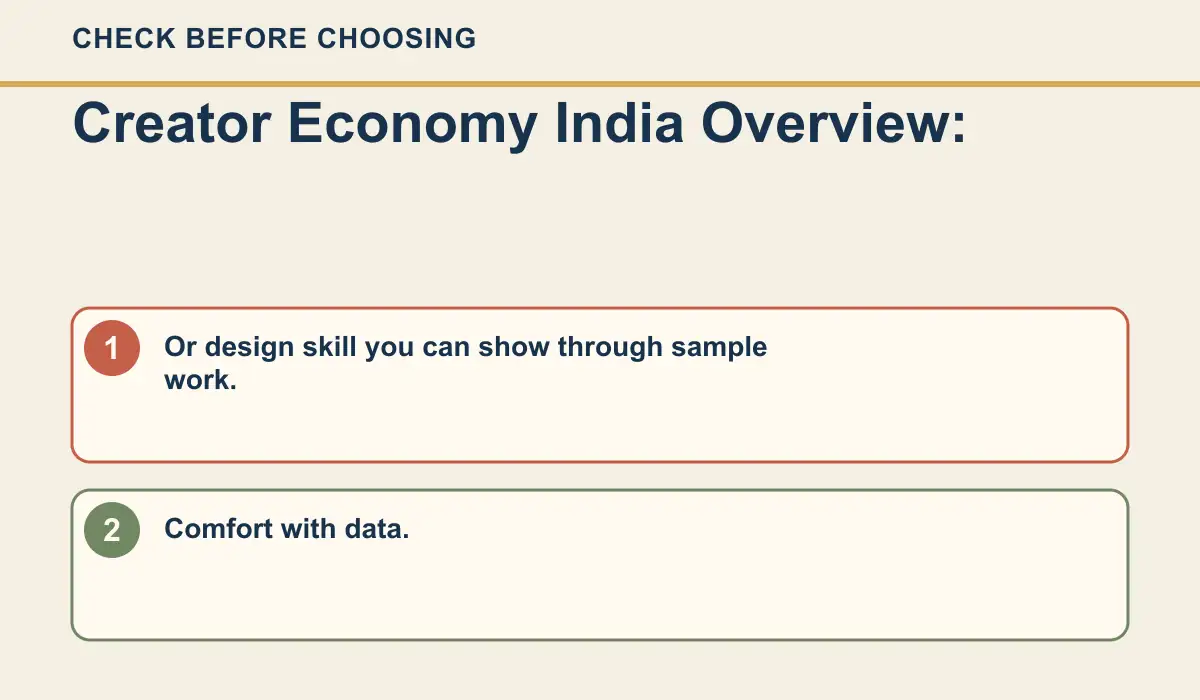 CHECK BEFORE CHOOSING
Creator Economy India Overview:
1
Or design skill you can show through sample
work.
2
Comfort with data.